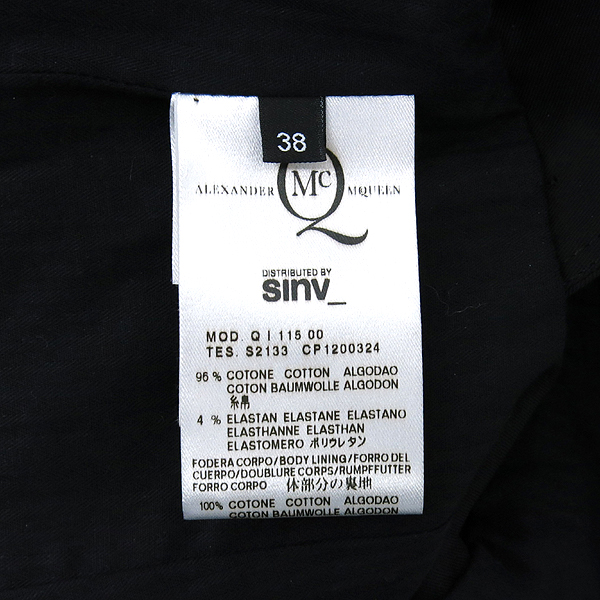 38
ALEXANDER McQ MCQUEEN
DISTRIBUTED BY
sinv_
MOD. Q I 115 00
TES. S2133 CP1200324
96 % COTONE COTTON ALGODAO
COTON BAUMWOLLE ALGODON
綿
4 % ELASTAN ELASTANE ELASTANO
ELASTHANNE ELASTHAN
ELASTOMERO ポリウレタン
FODERA CORPO/BODY LINING/FORRO DEL
CUERPO/DOUBLURE CORPS/RUMPFFUTTER
FORRO CORPO 体部分の裏地
100% COTONE COTTON ALGODAO
COTON BAUMWOLLE ALGODON